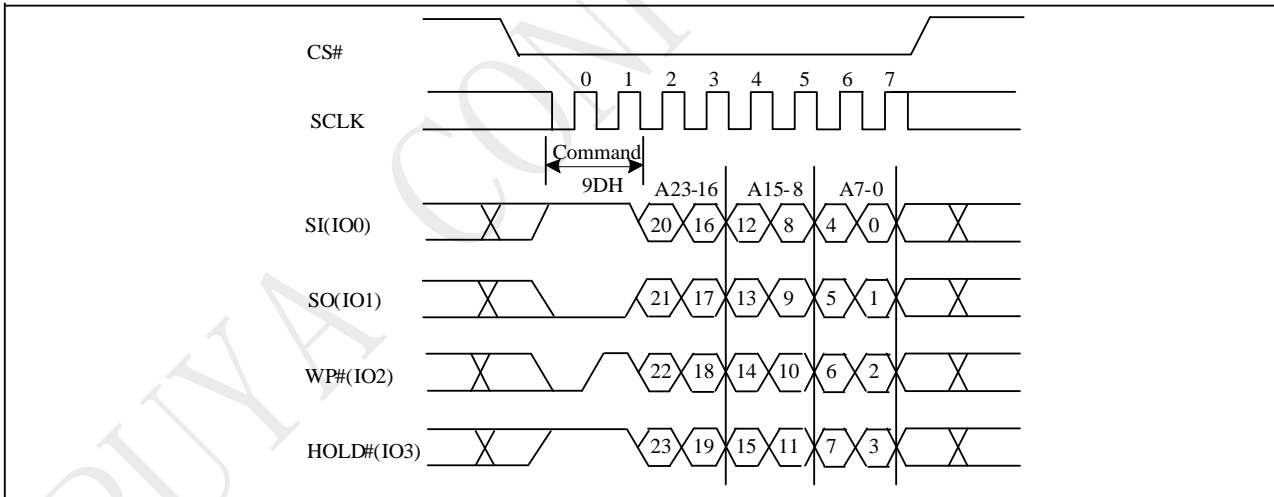 CS#
0 1 2 3 4 5 6 7
SCLK
Command
9DH
A23-16 A15-8 A7-0
SI(IO0) 20 16 12 8 4 0
SO(IO1) 21 17 13 9 5 1
WP#(IO2) 22 18 14 10 6 2
HOLD#(IO3) 23 19 15 11 7 3
PUYA CONF